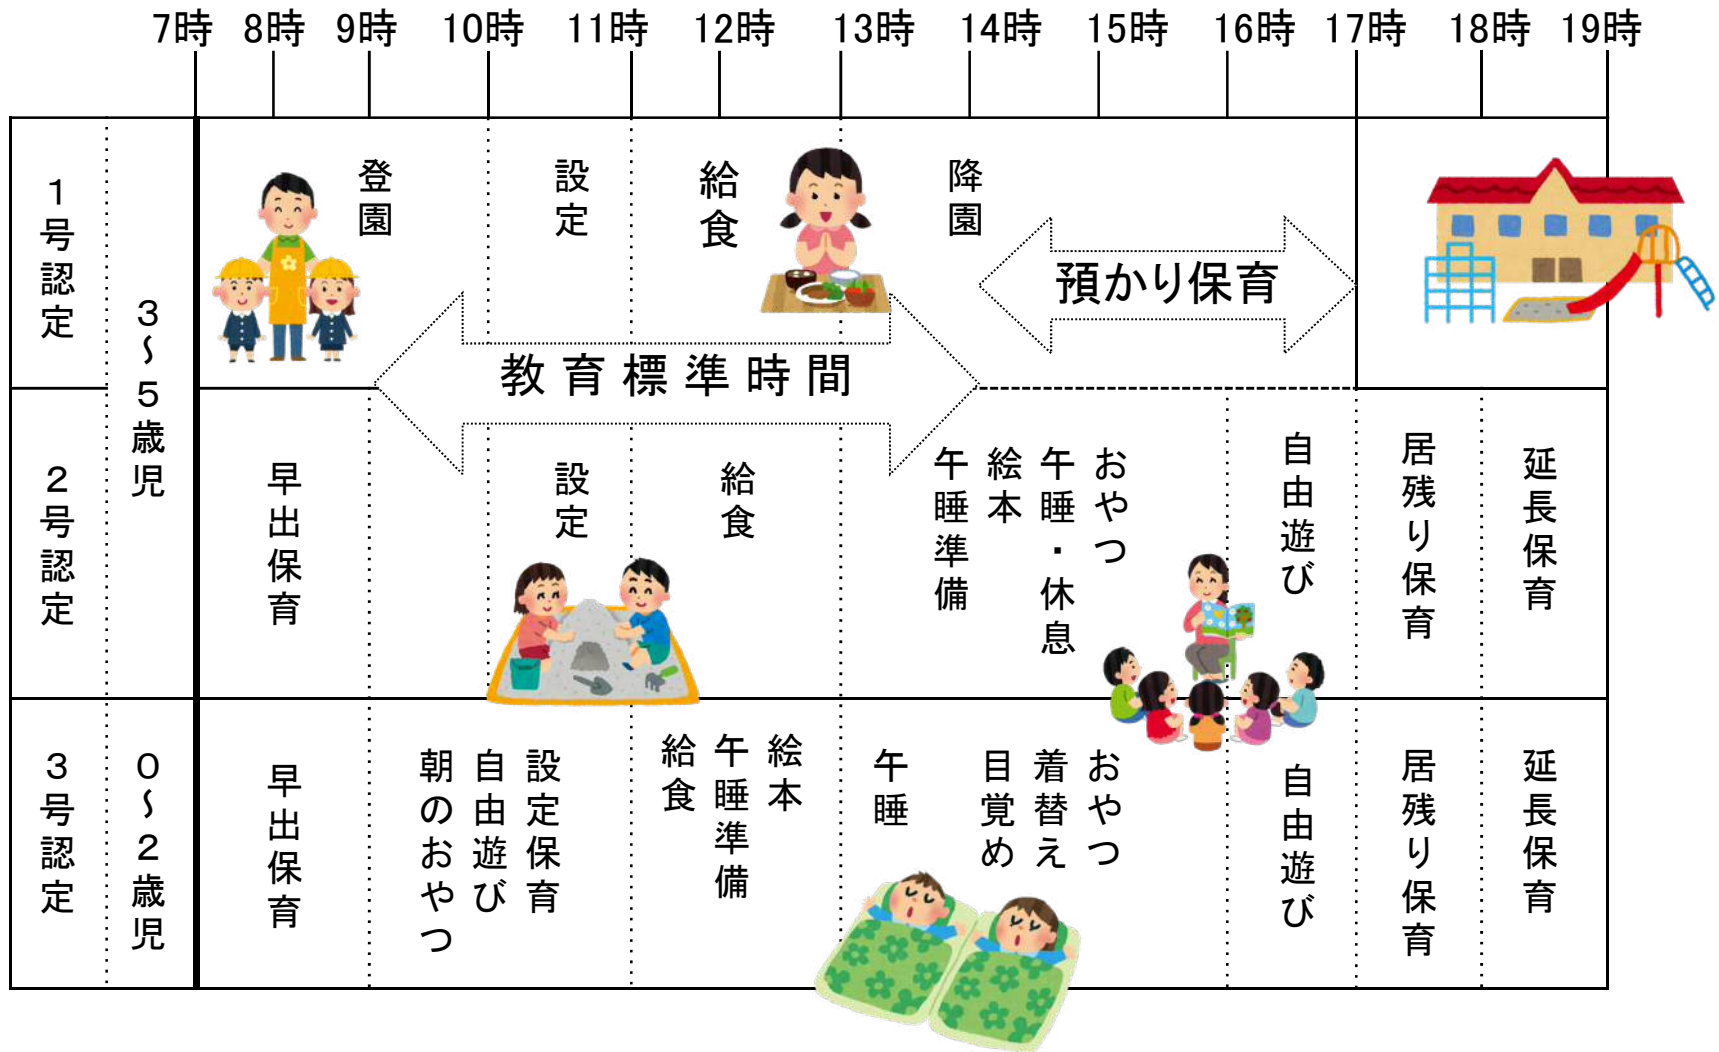 7時 8時 9時 10時 11時 12時 13時 14時 15時 16時 17時 18時 19時
1号認定
3〜5歳児
登園
設定
給食
降園
預かり保育
教育標準時間
2号認定
早出保育
設定
給食
午睡準備
絵本
午睡・休息
おやつ
自由遊び
居残り保育
延長保育
3号認定
0〜2歳児
早出保育
朝のおやつ
自由遊び
設定保育
給食
午睡準備
絵本
午睡
目覚め
着替え
おやつ
自由遊び
居残り保育
延長保育